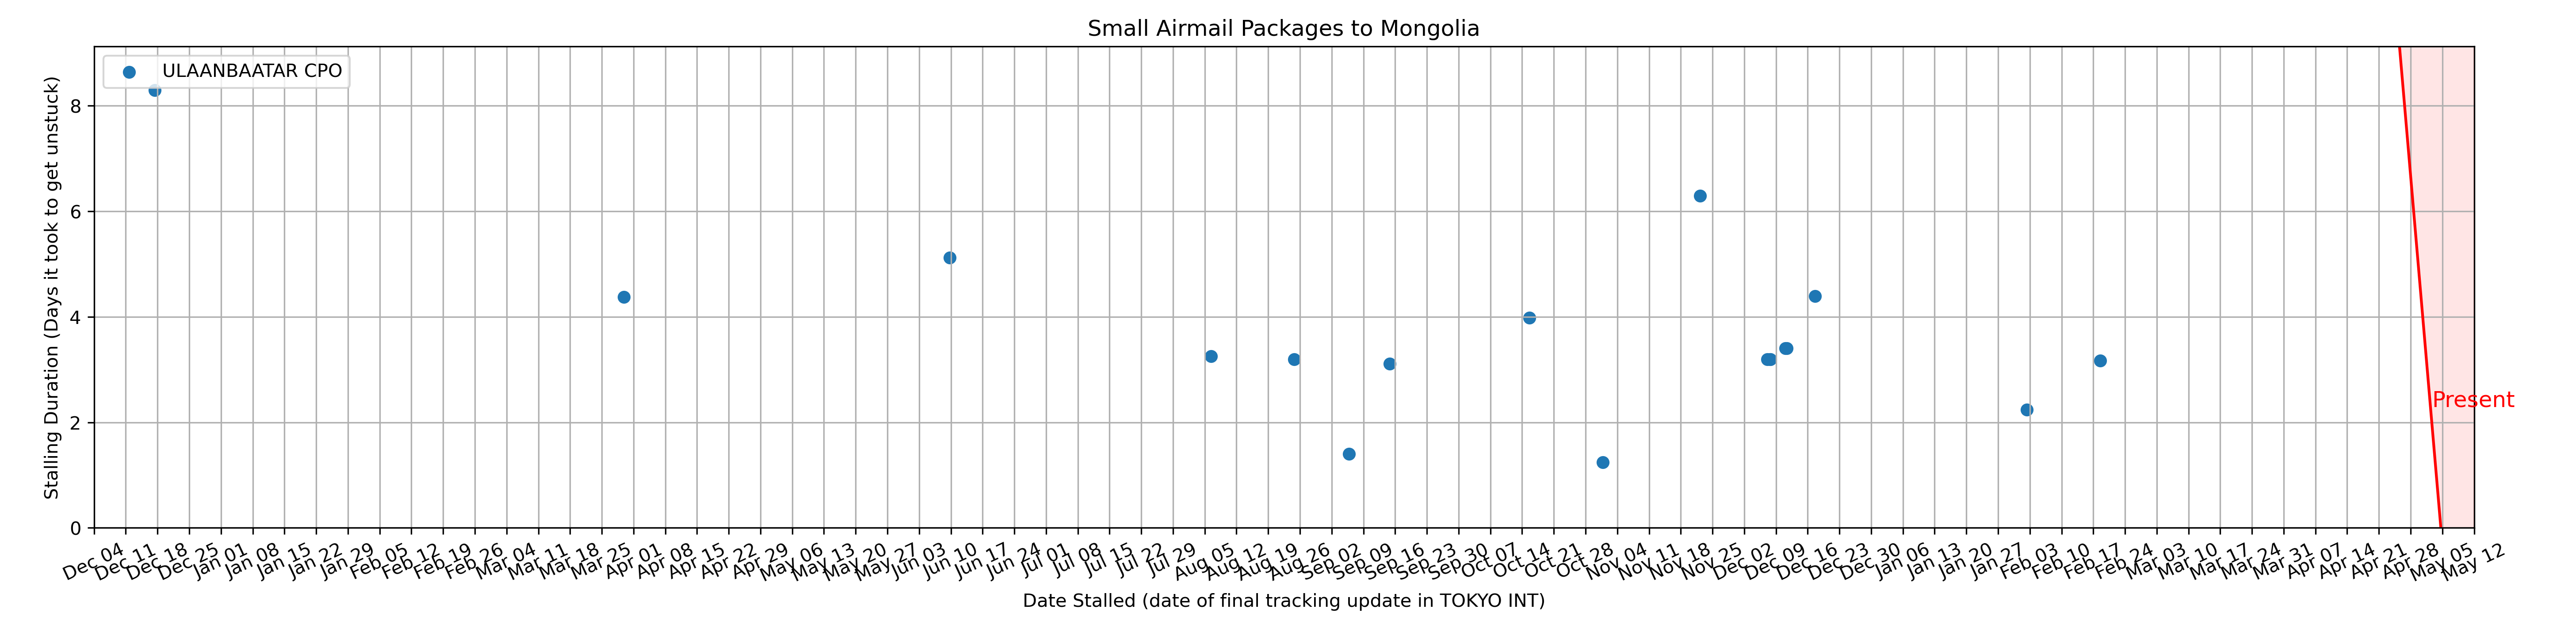 Small Airmail Packages to Mongolia
ULAANBAATAR CPO
Stalling Duration (Days it took to get unstuck)
8
6
4
2
0
Present
Dec 04
Dec 11
Dec 18
Dec 25
Jan 01
Jan 08
Jan 15
Jan 22
Jan 29
Feb 05
Feb 12
Feb 19
Feb 26
Mar 04
Mar 11
Mar 18
Mar 25
Apr 01
Apr 08
Apr 15
Apr 22
Apr 29
May 06
May 13
May 20
May 27
Jun 03
Jun 10
Jun 17
Jun 24
Jul 01
Jul 08
Jul 15
Jul 22
Jul 29
Aug 05
Aug 12
Aug 19
Aug 26
Sep 02
Sep 09
Sep 16
Sep 23
Sep 30
Oct 07
Oct 14
Oct 21
Oct 28
Nov 04
Nov 11
Nov 18
Nov 25
Dec 02
Dec 09
Dec 16
Dec 23
Dec 30
Jan 06
Jan 13
Jan 20
Jan 27
Feb 03
Feb 10
Feb 17
Feb 24
Mar 03
Mar 10
Mar 17
Mar 24
Mar 31
Apr 07
Apr 14
Apr 21
Apr 28
May 05
May 12
Date Stalled (date of final tracking update in TOKYO INT)